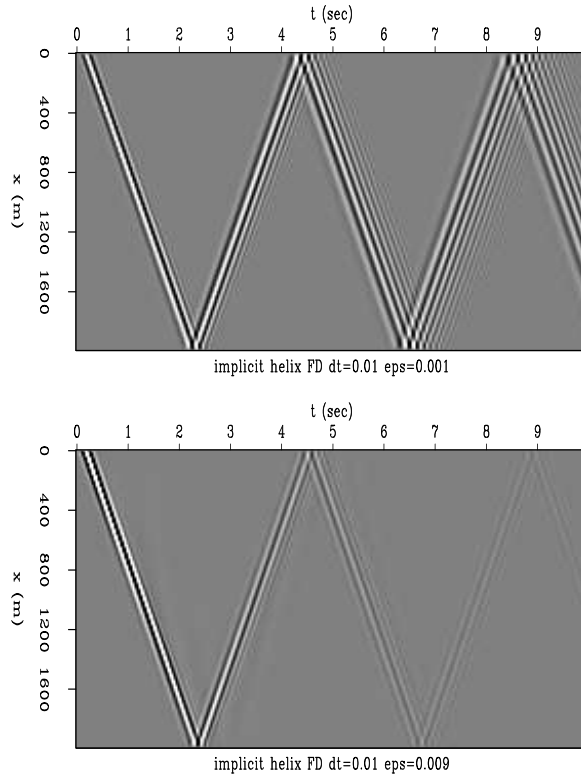 t (sec)
0 1 2 3 4 5 6 7 8 9
0 400 800 1200 1600
x (m)
implicit helix FD dt=0.01 eps=0.001
t (sec)
0 1 2 3 4 5 6 7 8 9
0 400 800 1200 1600
x (m)
implicit helix FD dt=0.01 eps=0.009